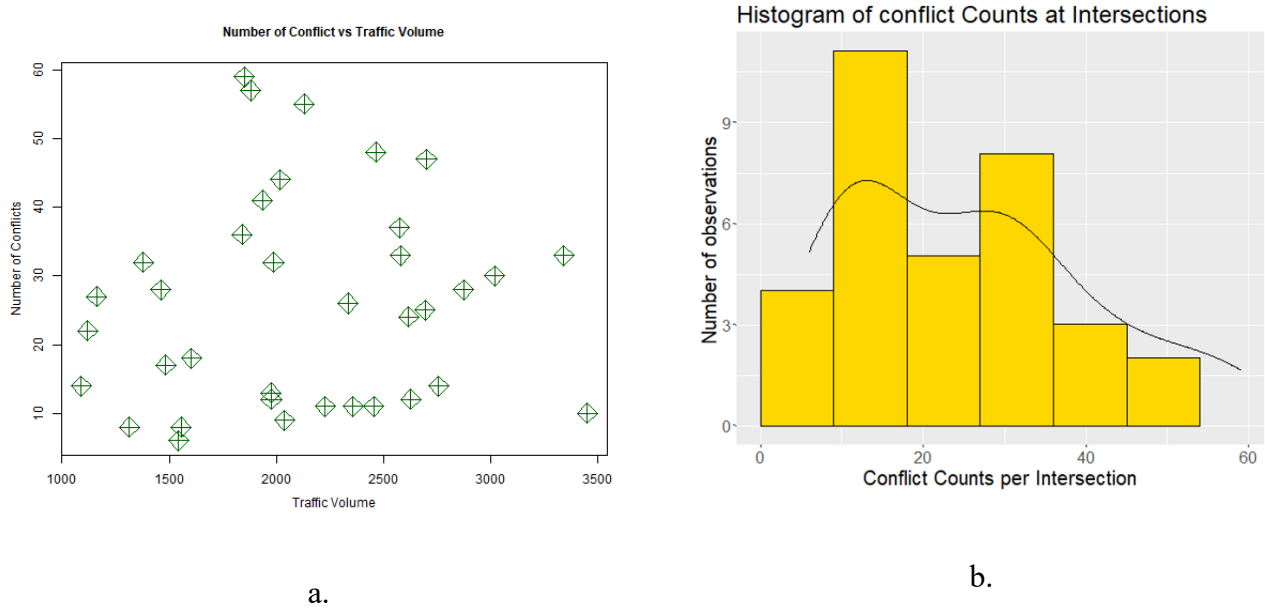 Number of Conflict vs Traffic Volume
Number of Conflicts
60
50
40
30
20
10
1000 1500 2000 2500 3000 3500
Traffic Volume
a.
Histogram of conflict Counts at Intersections
Number of observations
9
6
3
0
0 20 40 60
Conflict Counts per Intersection
b.